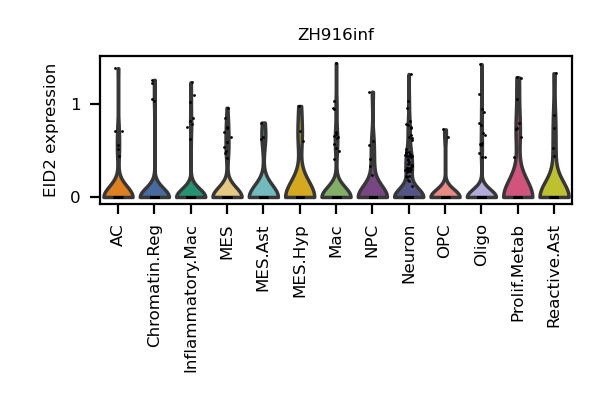 ZH916inf
EID2 expression
1
0
AC
Chromatin.Reg
Inflammatory.Mac
MES
MES.Ast
MES.Hyp
Mac
NPC
Neuron
OPC
Oligo
Prolif.Metab
Reactive.Ast